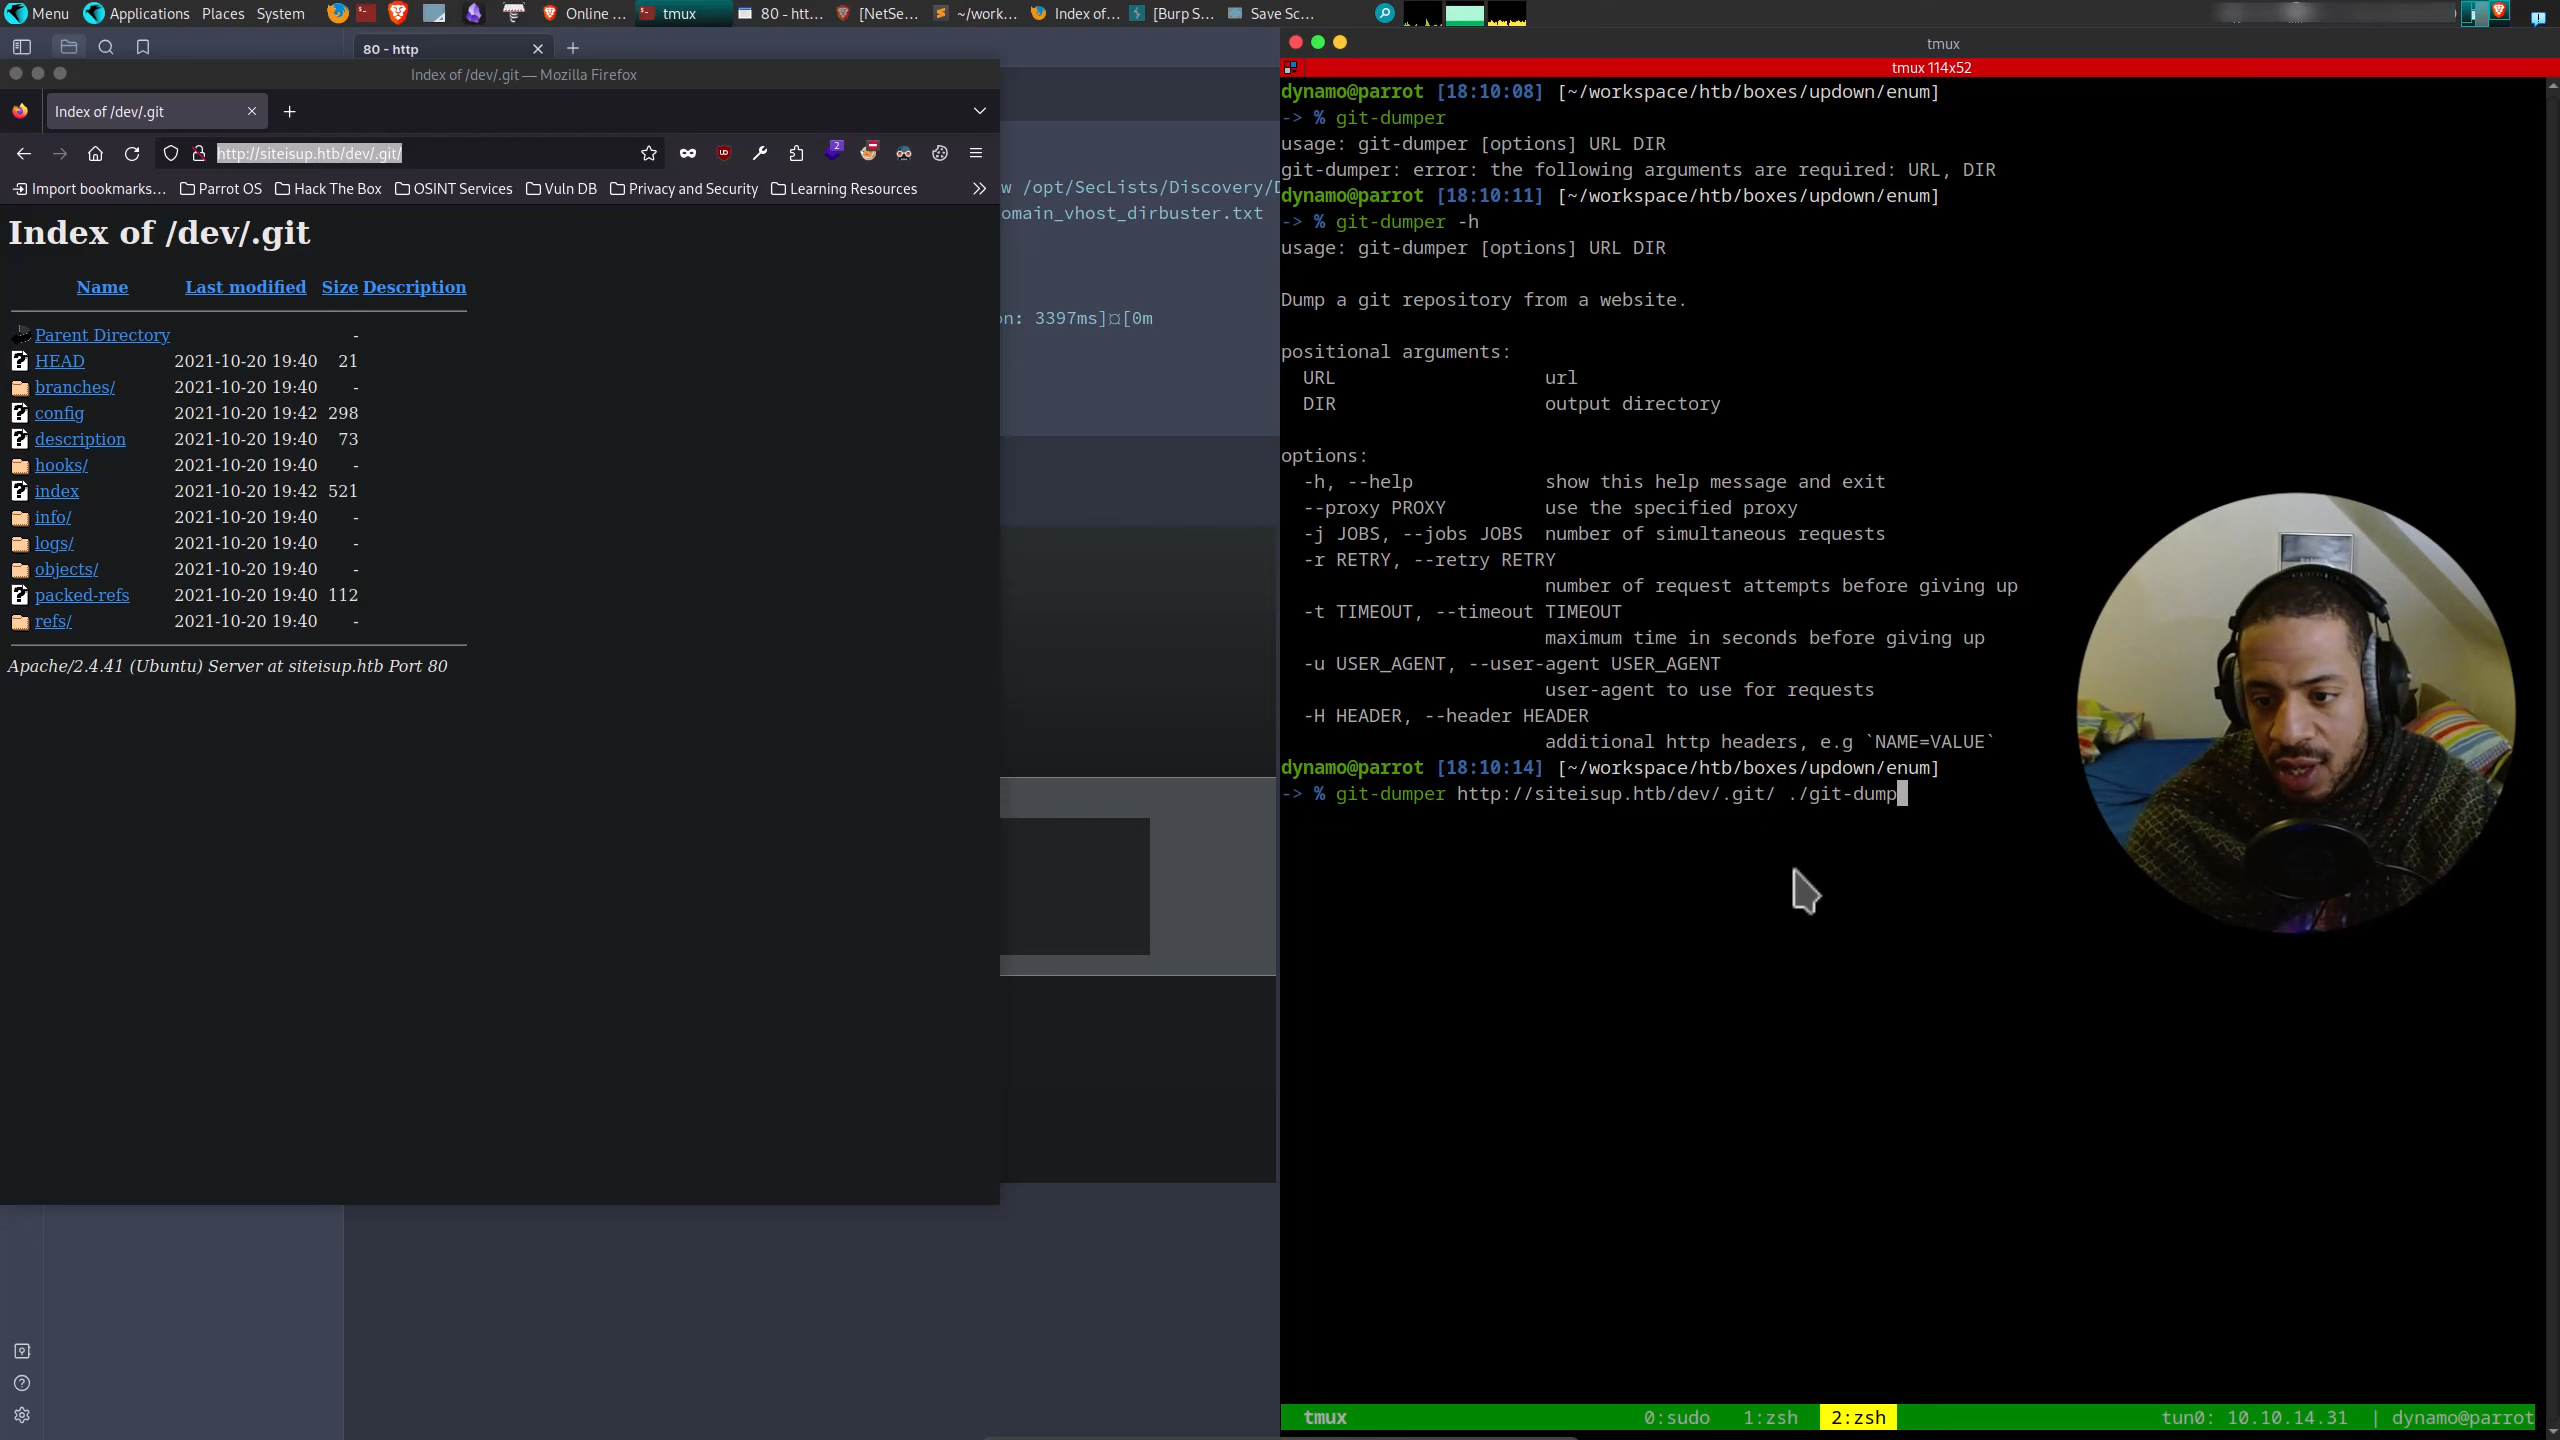 Menu Applications Places System Online ... tmux 80 - htt... [NetSe... ~/work... Index of... [Burp S... Save Sc...
80 - http
Index of /dev/.git — Mozilla Firefox
Index of /dev/.git
http://siteisup.htb/dev/.git/
2
Import bookmarks... Parrot OS Hack The Box OSINT Services Vuln DB Privacy and Security Learning Resources
Index of /dev/.git
Name Last modified Size Description
Parent Directory -
HEAD 2021-10-20 19:40 21
branches/ 2021-10-20 19:40 -
config 2021-10-20 19:42 298
description 2021-10-20 19:40 73
hooks/ 2021-10-20 19:40 -
index 2021-10-20 19:42 521
info/ 2021-10-20 19:40 -
logs/ 2021-10-20 19:40 -
objects/ 2021-10-20 19:40 -
packed-refs 2021-10-20 19:40 112
refs/ 2021-10-20 19:40 -
Apache/2.4.41 (Ubuntu) Server at siteisup.htb Port 80
w /opt/SecLists/Discovery/D
omain_vhost_dirbuster.txt
on: 3397ms]¤[0m
tmux
tmux 114x52
dynamo@parrot [18:10:08] [~/workspace/htb/boxes/updown/enum]
-> % git-dumper
usage: git-dumper [options] URL DIR
git-dumper: error: the following arguments are required: URL, DIR
dynamo@parrot [18:10:11] [~/workspace/htb/boxes/updown/enum]
-> % git-dumper -h
usage: git-dumper [options] URL DIR
Dump a git repository from a website.
positional arguments:
URL url
DIR output directory
options:
-h, --help show this help message and exit
--proxy PROXY use the specified proxy
-j JOBS, --jobs JOBS number of simultaneous requests
-r RETRY, --retry RETRY
number of request attempts before giving up
-t TIMEOUT, --timeout TIMEOUT
maximum time in seconds before giving up
-u USER_AGENT, --user-agent USER_AGENT
user-agent to use for requests
-H HEADER, --header HEADER
additional http headers, e.g `NAME=VALUE`
dynamo@parrot [18:10:14] [~/workspace/htb/boxes/updown/enum]
-> % git-dumper http://siteisup.htb/dev/.git/ ./git-dump
tmux 0:sudo 1:zsh 2:zsh tun0: 10.10.14.31 | dynamo@parrot